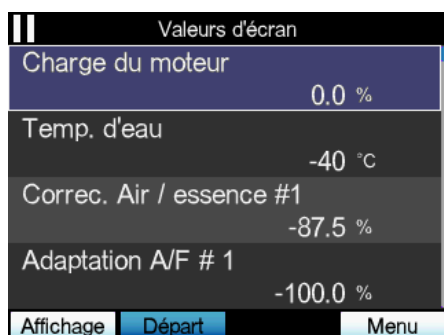 Valeurs d'écran
Charge du moteur
0.0 %
Temp. d'eau
-40 °C
Correc. Air / essence #1
-87.5 %
Adaptation A/F # 1
-100.0 %
Affichage Départ Menu